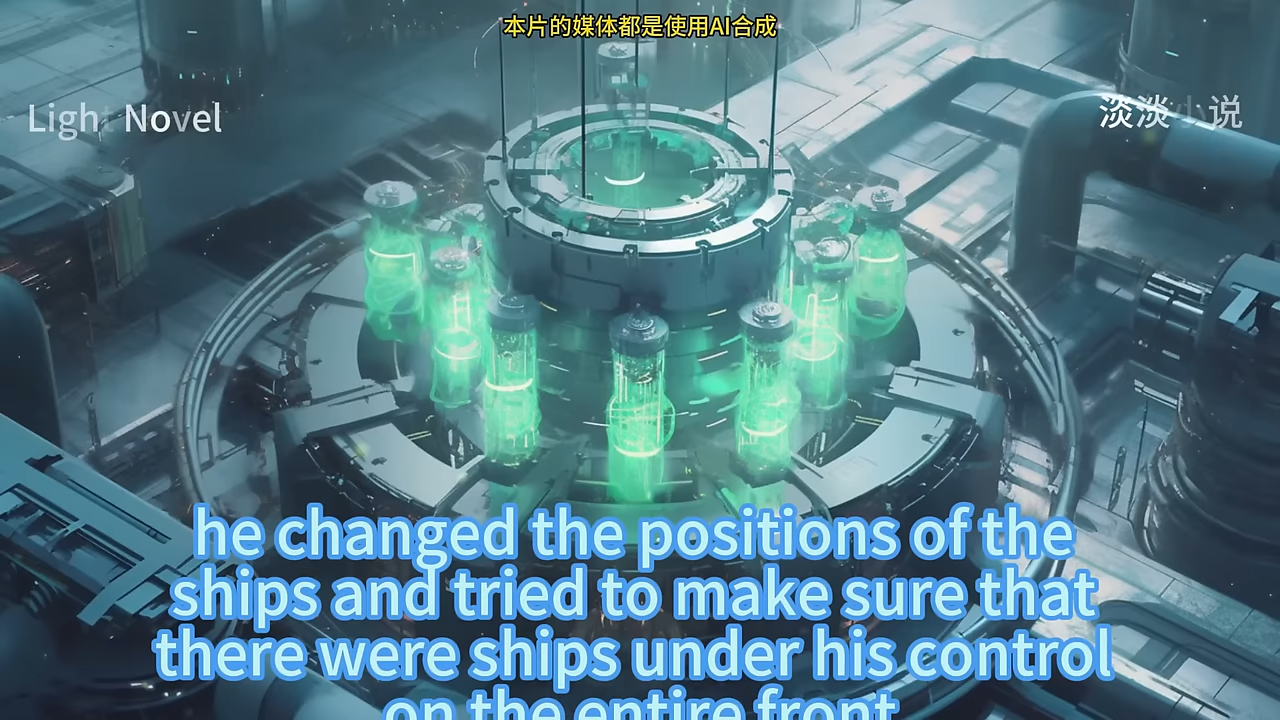 本片的媒体都是使用AI合成
Light Novel
淡淡小说
he changed the positions of the
ships and tried to make sure that
there were ships under his control
on the entire front